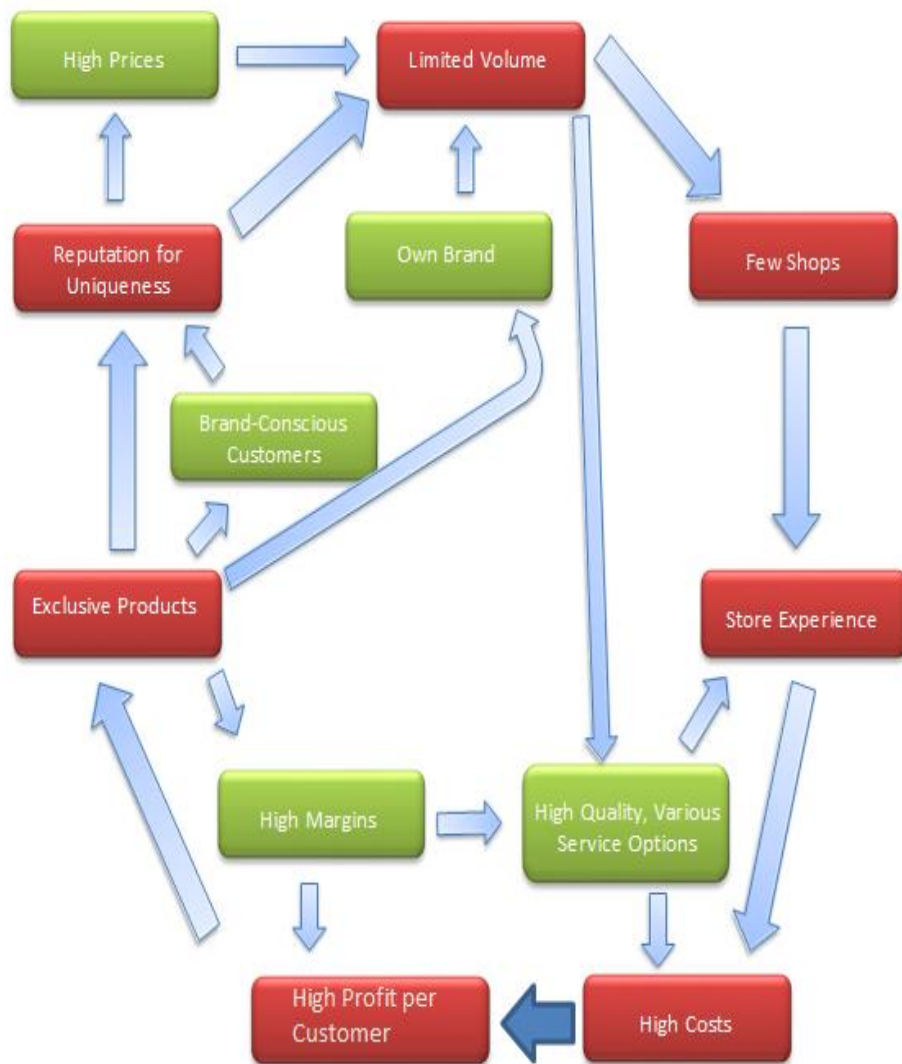 High Prices
Limited Volume
Reputation for
Uniqueness
Own Brand
Few Shops
Brand-Conscious
Customers
Exclusive Products
Store Experience
High Margins
High Quality, Various
Service Options
High Profit per
Customer
High Costs